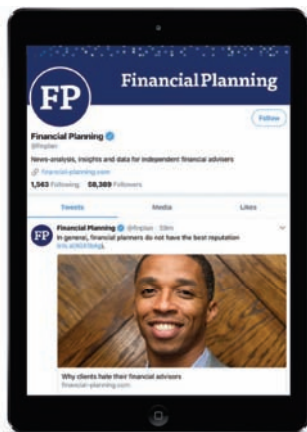 FP
Financial Planning
Follow
Financial Planning
@finplan
News-analysis, insights and data for independent financial advisers
financial-planning.com
1,563 Following 58,369 Followers
Tweets Media Likes
FP
Financial Planning @finplan · 59m
In general, financial planners do not have the best reputation
Why clients hate their financial advisors
financial-planning.com